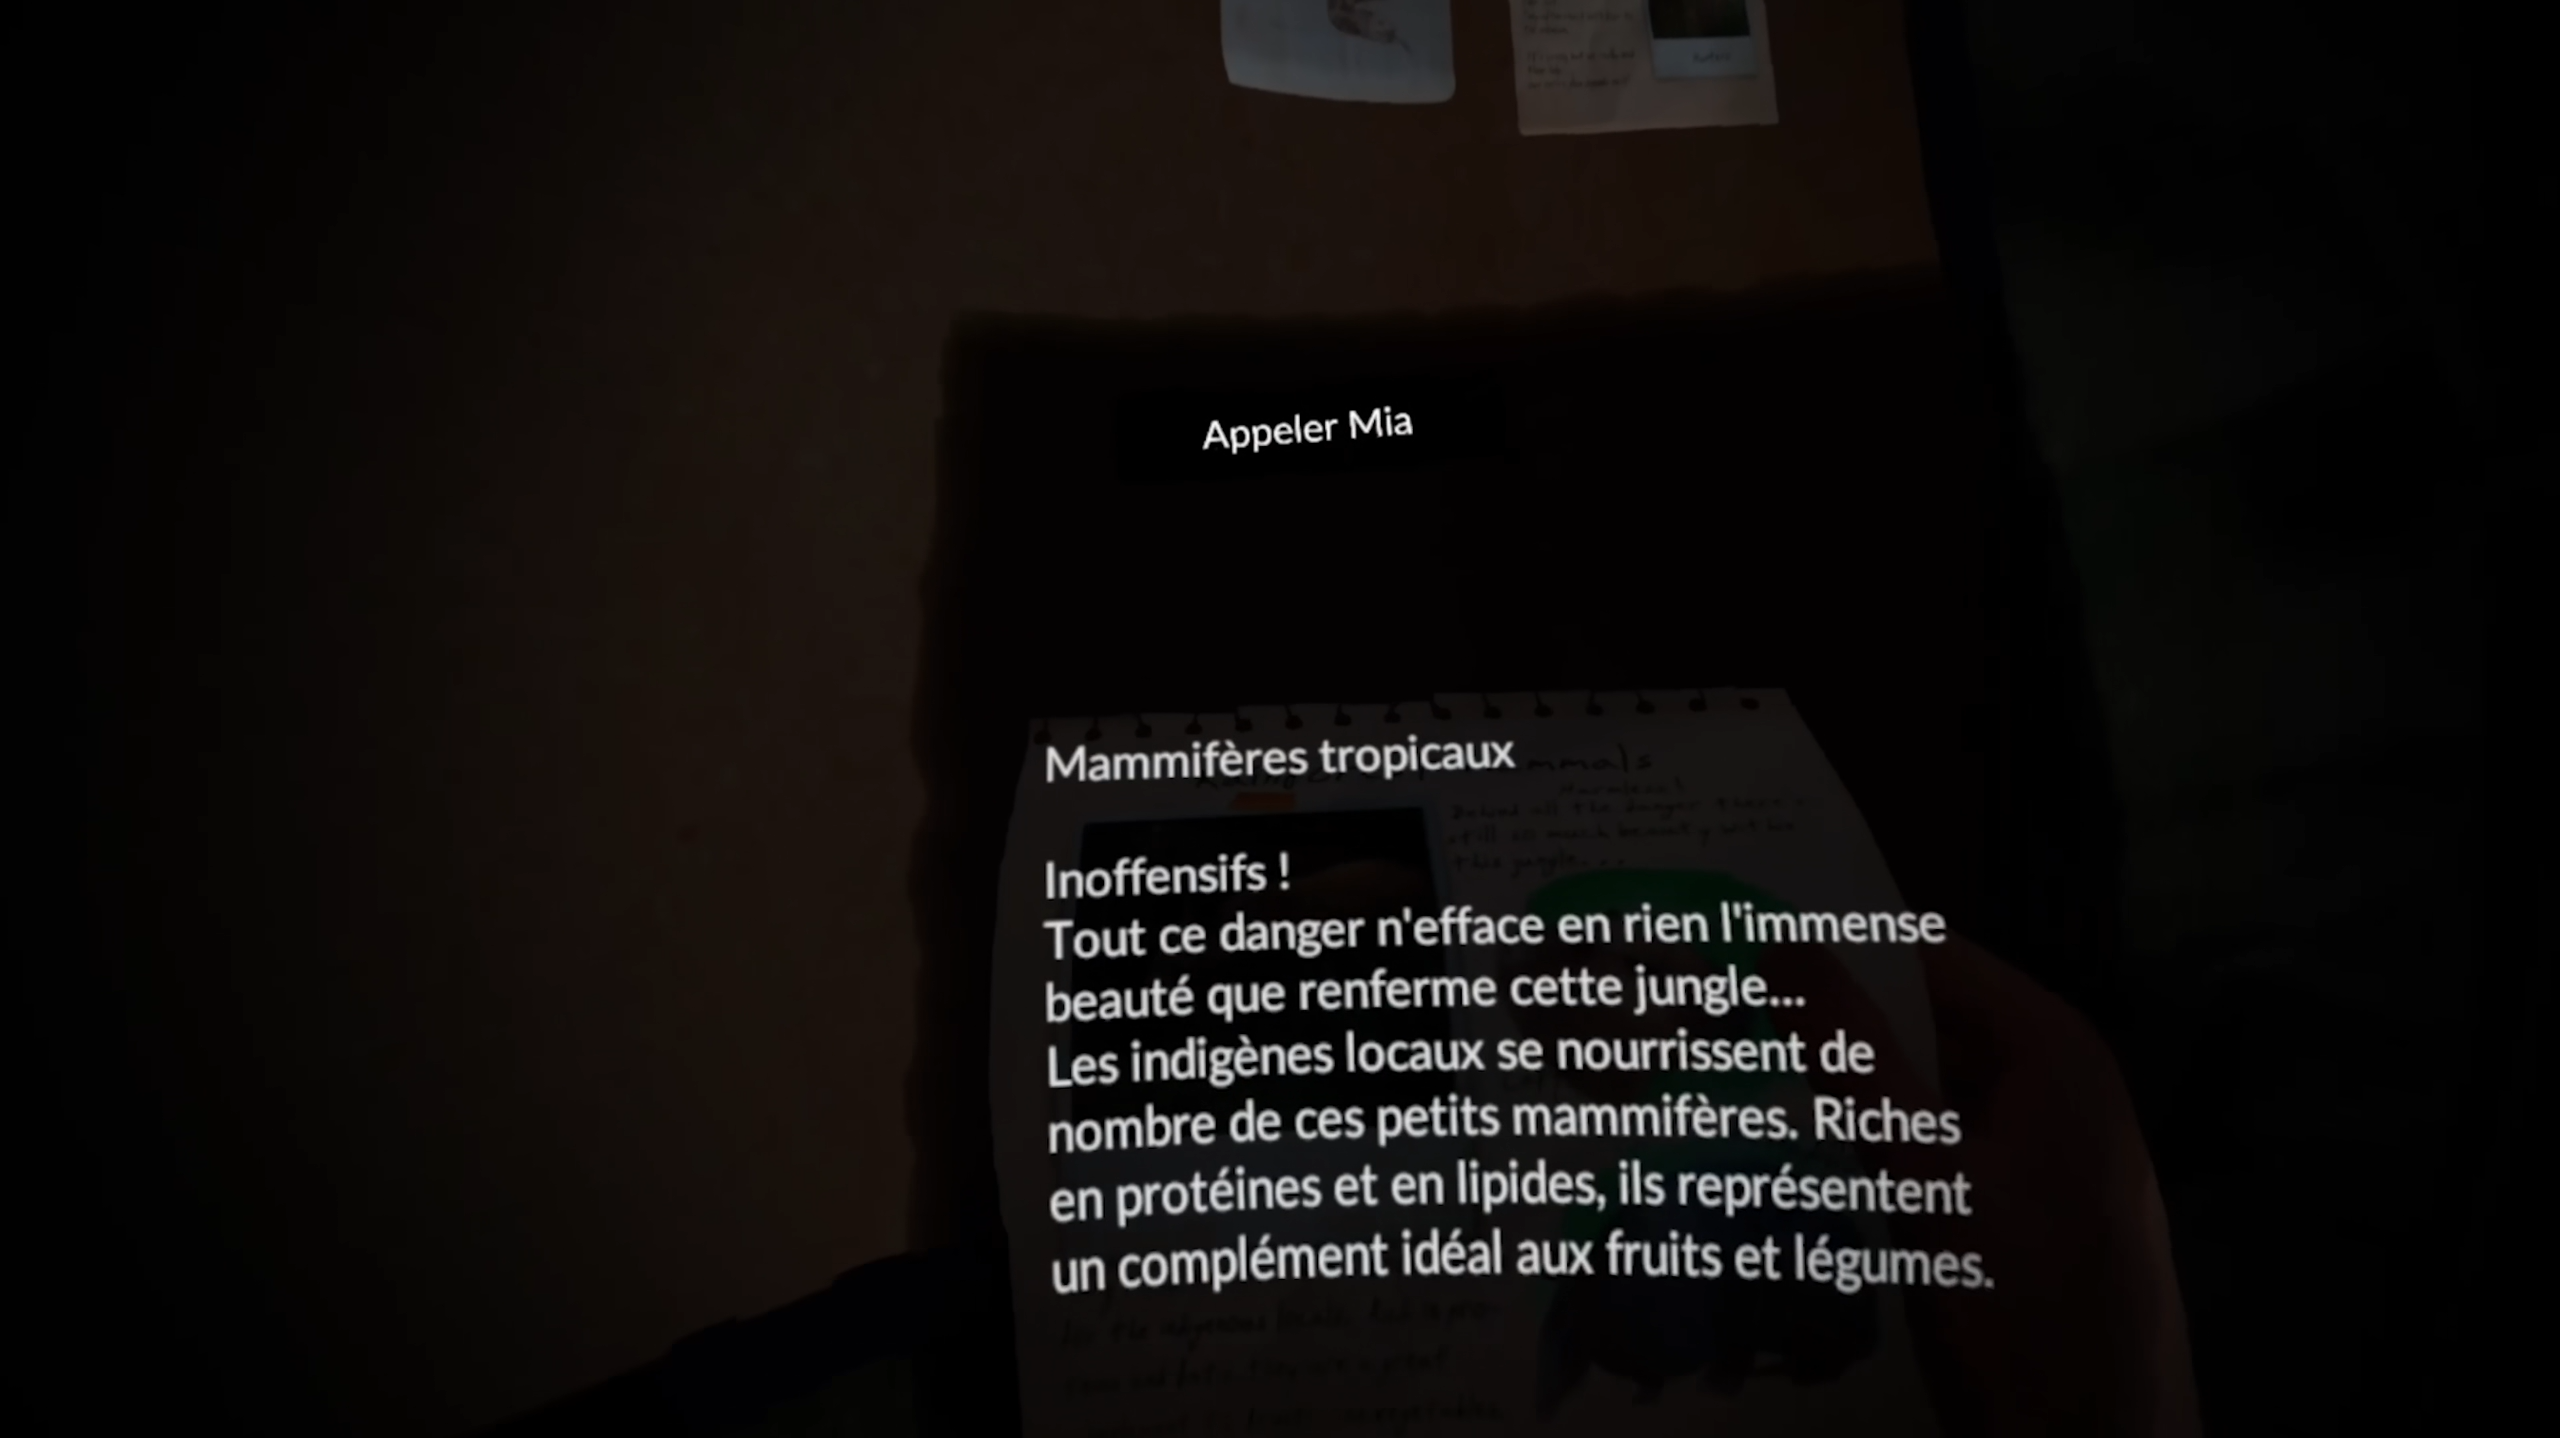 Appeler Mia
Mammifères tropicaux
Inoffensifs !
Tout ce danger n'efface en rien l'immense
beauté que renferme cette jungle...
Les indigènes locaux se nourrissent de
nombre de ces petits mammifères. Riches
en protéines et en lipides, ils représentent
un complément idéal aux fruits et légumes.